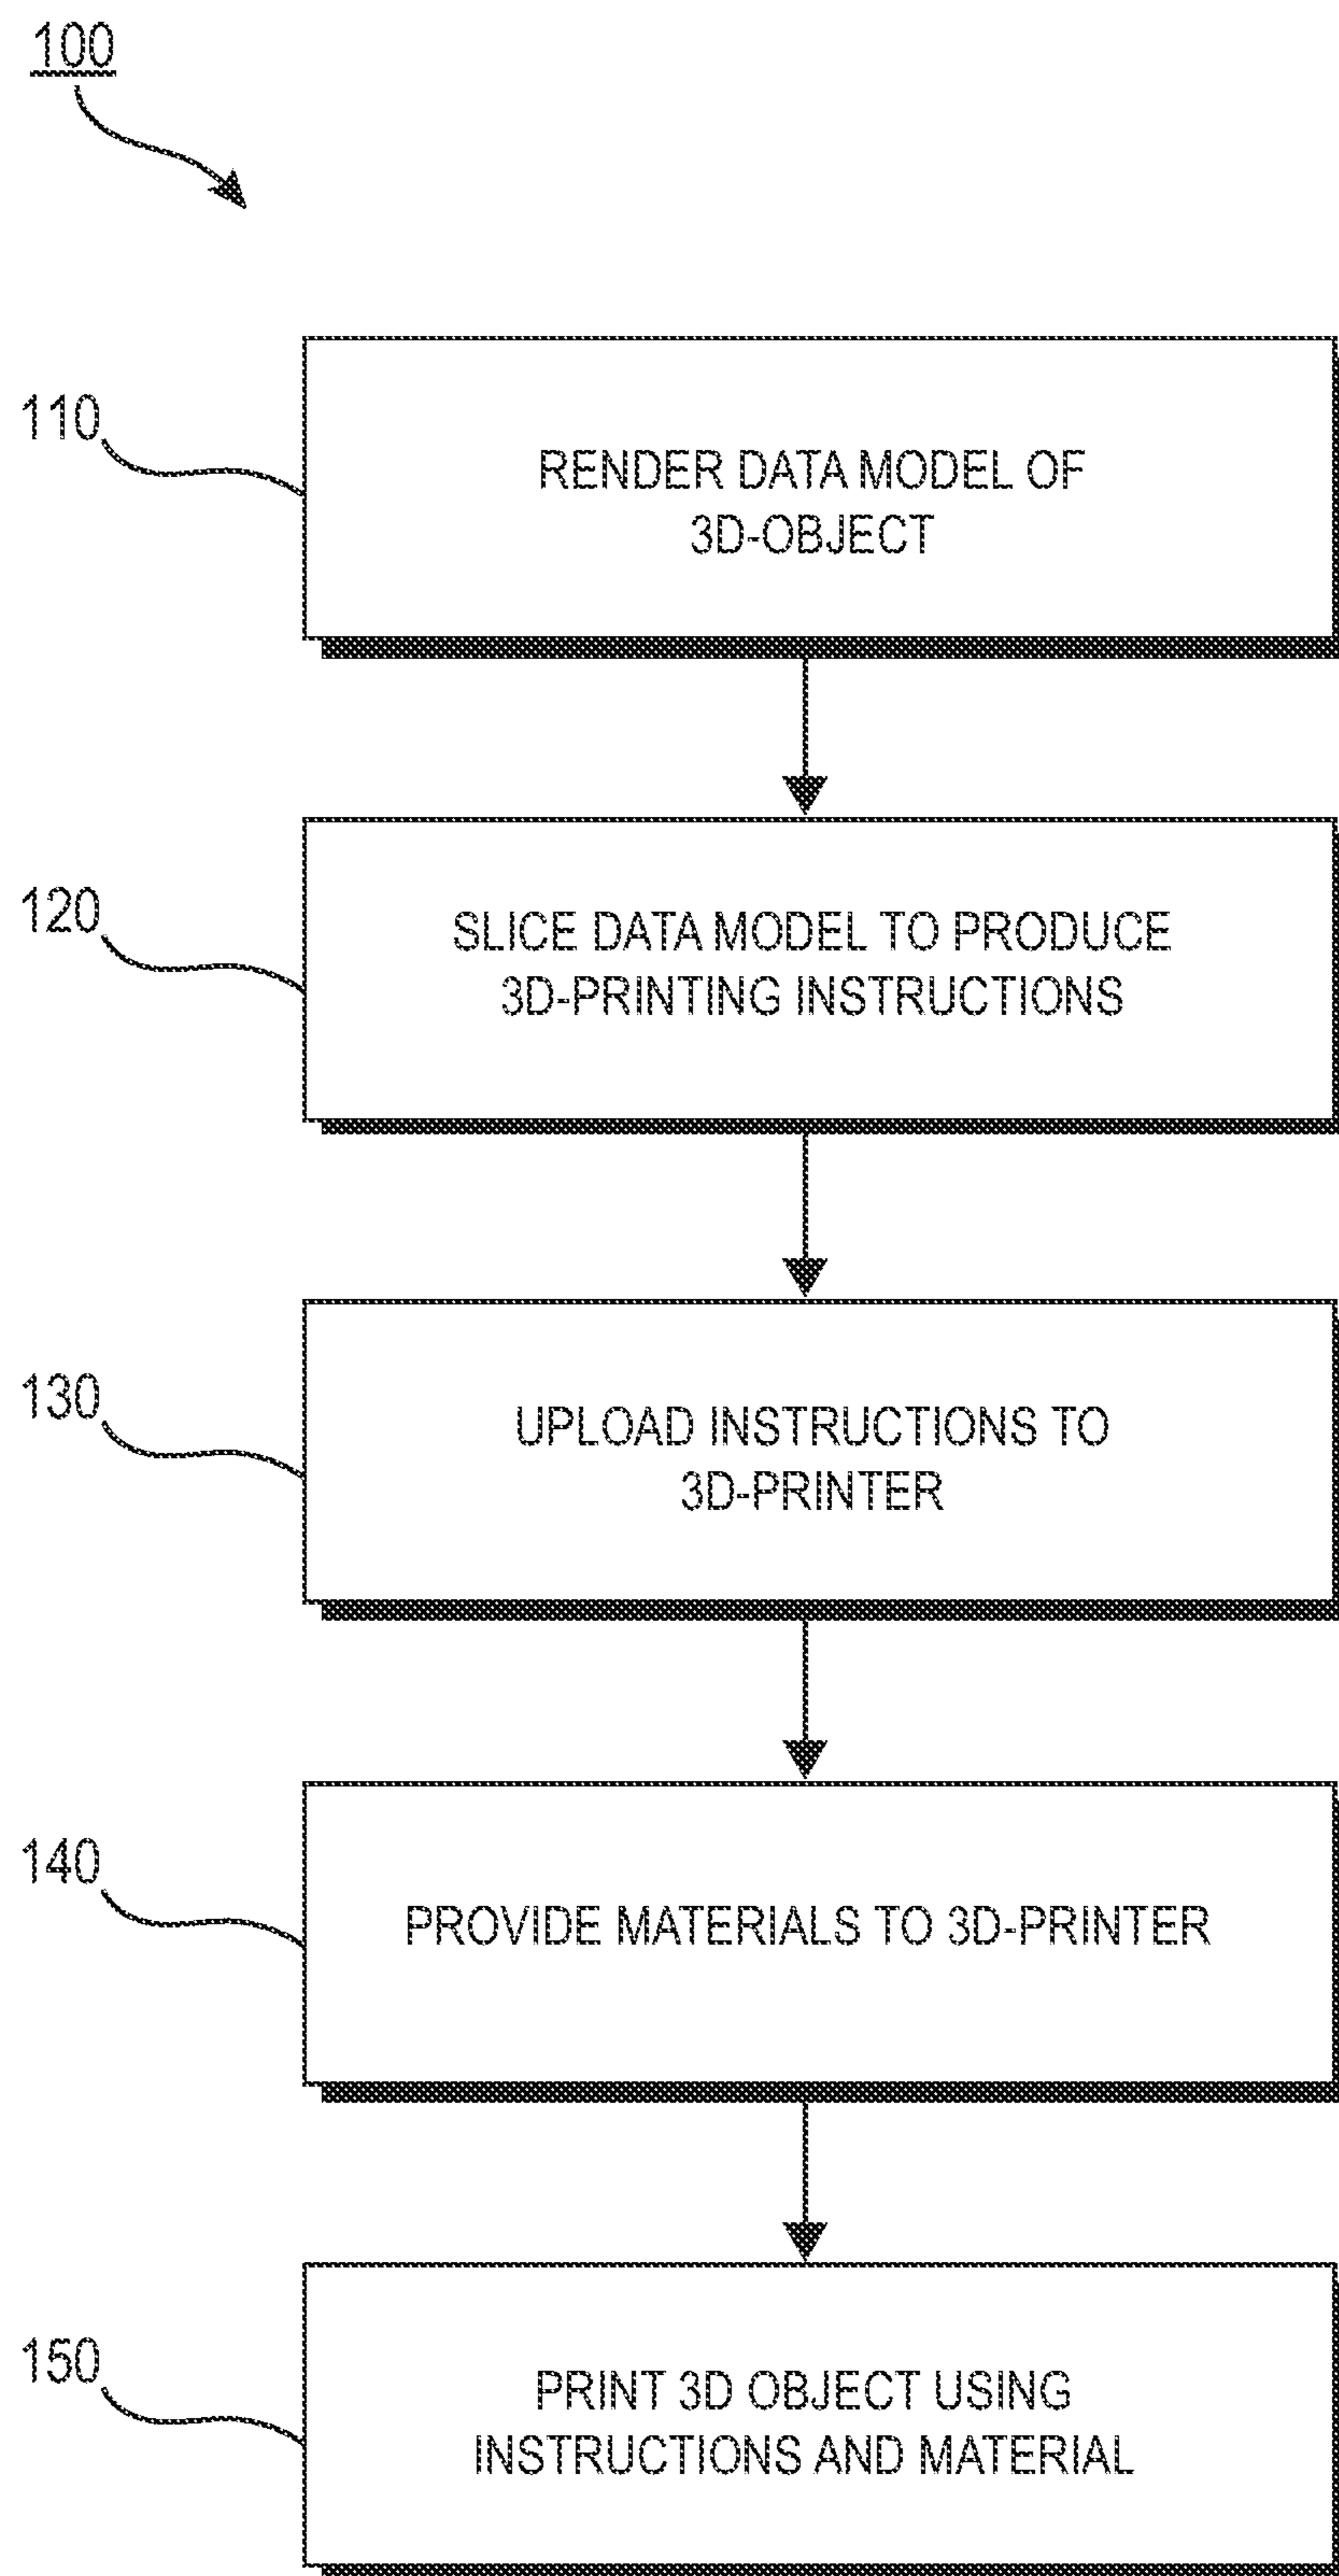 100
110
RENDER DATA MODEL OF
3D-OBJECT
120
SLICE DATA MODEL TO PRODUCE
3D-PRINTING INSTRUCTIONS
130
UPLOAD INSTRUCTIONS TO
3D-PRINTER
140
PROVIDE MATERIALS TO 3D-PRINTER
150
PRINT 3D OBJECT USING
INSTRUCTIONS AND MATERIAL